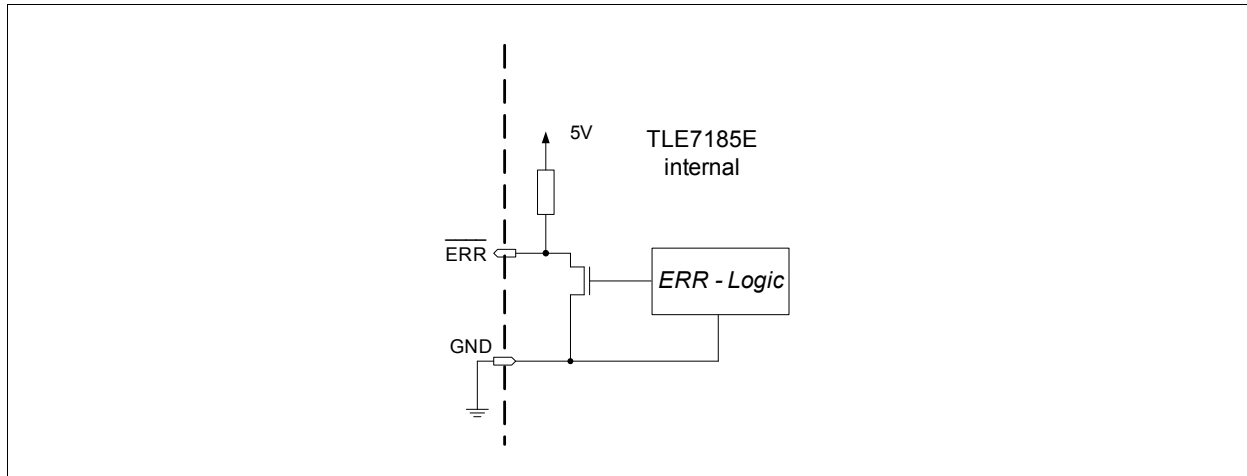 5V
TLE7185E
internal
ERR
ERR - Logic
GND